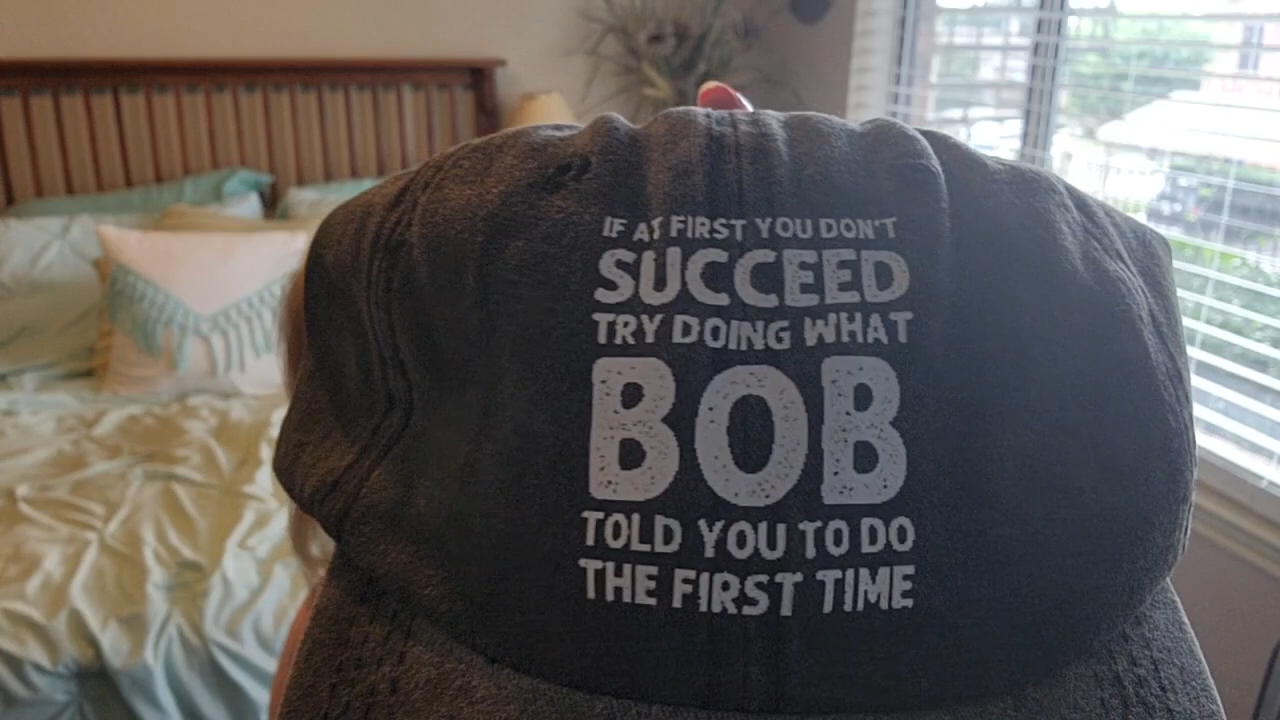 IF AT FIRST YOU DON'T
SUCCEED
TRY DOING WHAT
BOB
TOLD YOU TO DO
THE FIRST TIME